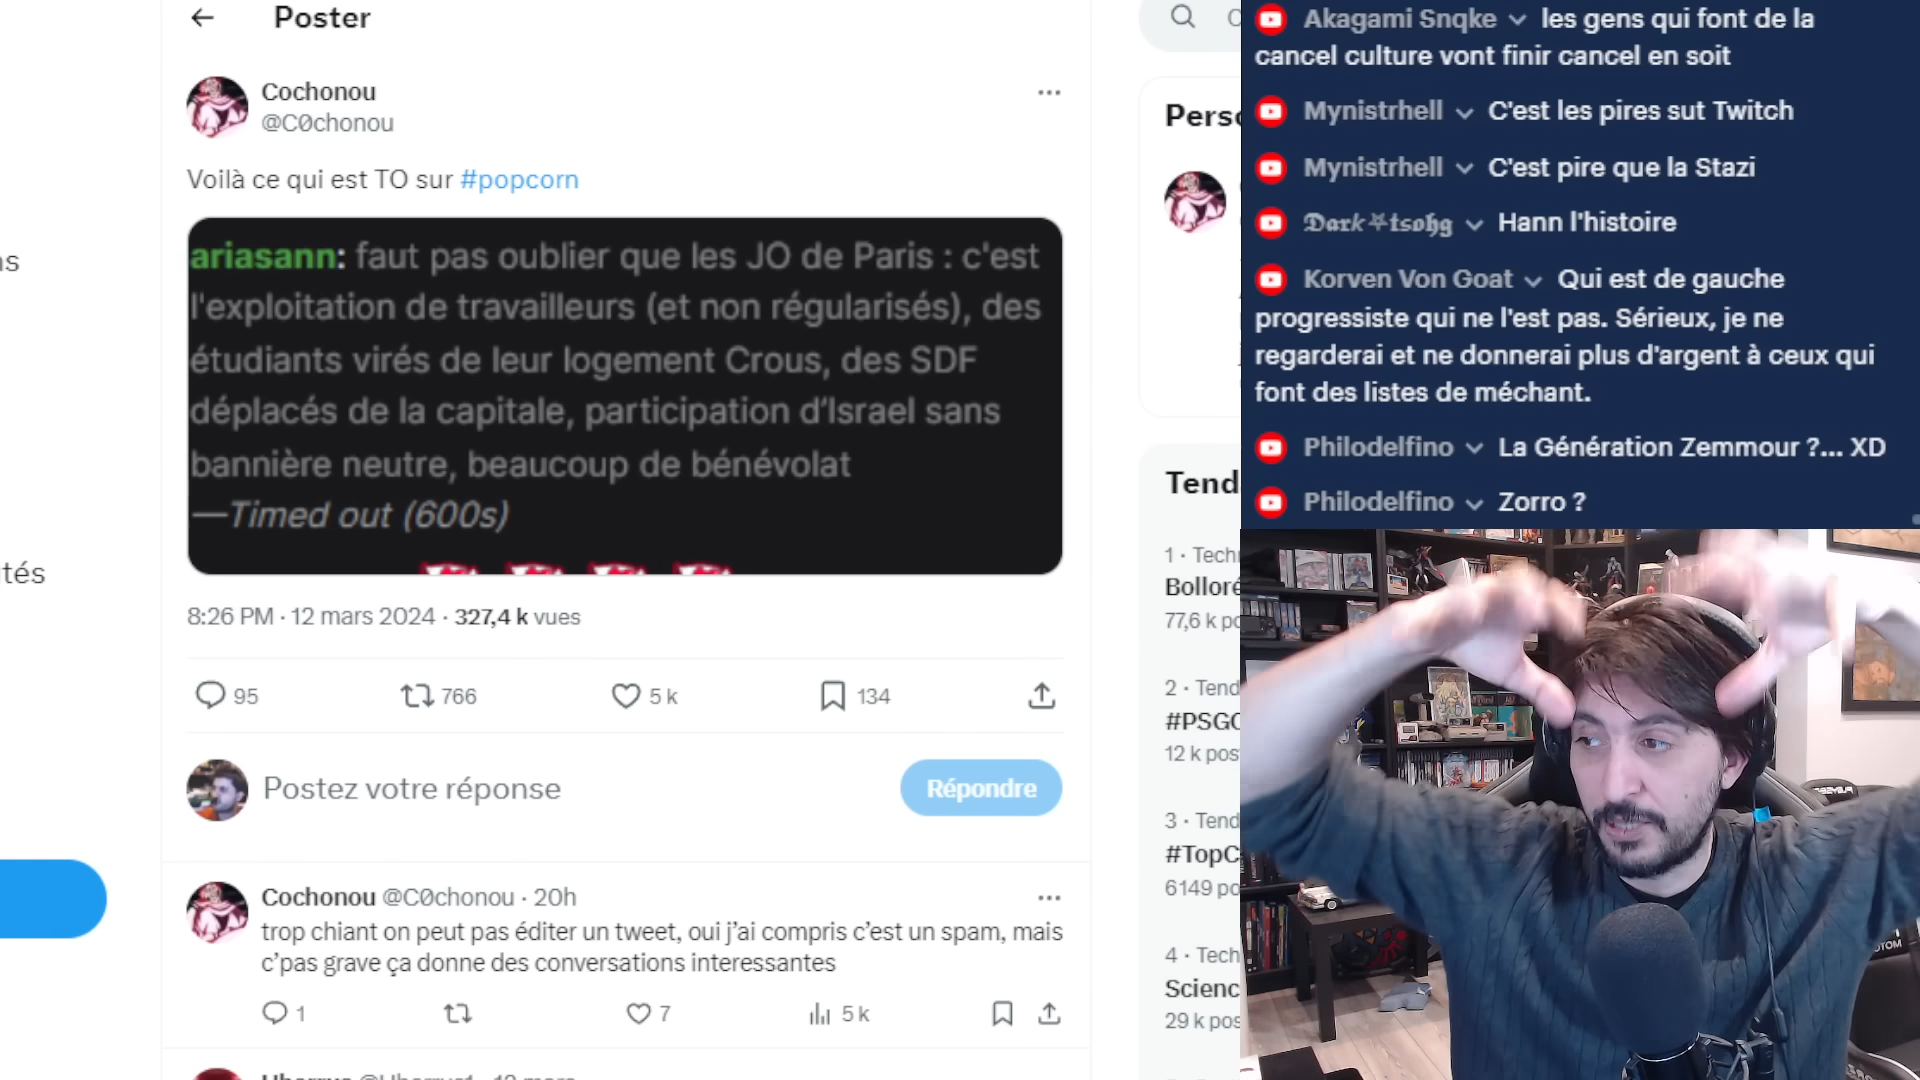 Poster
Cochonou
@C0chonou
Voilà ce qui est TO sur #popcorn
ariasann: faut pas oublier que les JO de Paris : c'est
l'exploitation de travailleurs (et non régularisés), des
étudiants virés de leur logement Crous, des SDF
déplacés de la capitale, participation d'Israel sans
bannière neutre, beaucoup de bénévolat
—Timed out (600s)
8:26 PM · 12 mars 2024 · 327,4 k vues
95
766
5 k
134
Postez votre réponse
Répondre
Cochonou @C0chonou · 20h
trop chiant on peut pas éditer un tweet, oui j’ai compris c’est un spam, mais
c’pas grave ça donne des conversations interessantes
1
7
5 k
Tend
1 · Tech
Bolloré
77,6 k
2 · Tend
12 k pos
3 · Tend
6149 po
4 · Tech
Scienc
29 k pos
Akagami Snqke les gens qui font de la
cancel culture vont finir cancel en soit
Mynistrhell C'est les pires sut Twitch
Mynistrhell C'est pire que la Stazi
𝕯𝖆𝖗𝖐⛧𝖙𝖘𝖔𝖍𝖌 Hann l'histoire
Korven Von Goat Qui est de gauche
progressiste qui ne l'est pas. Sérieux, je ne
regarderai et ne donnerai plus d'argent à ceux qui
font des listes de méchant.
Philodelfino La Génération Zemmour ?... XD
Philodelfino Zorro ?